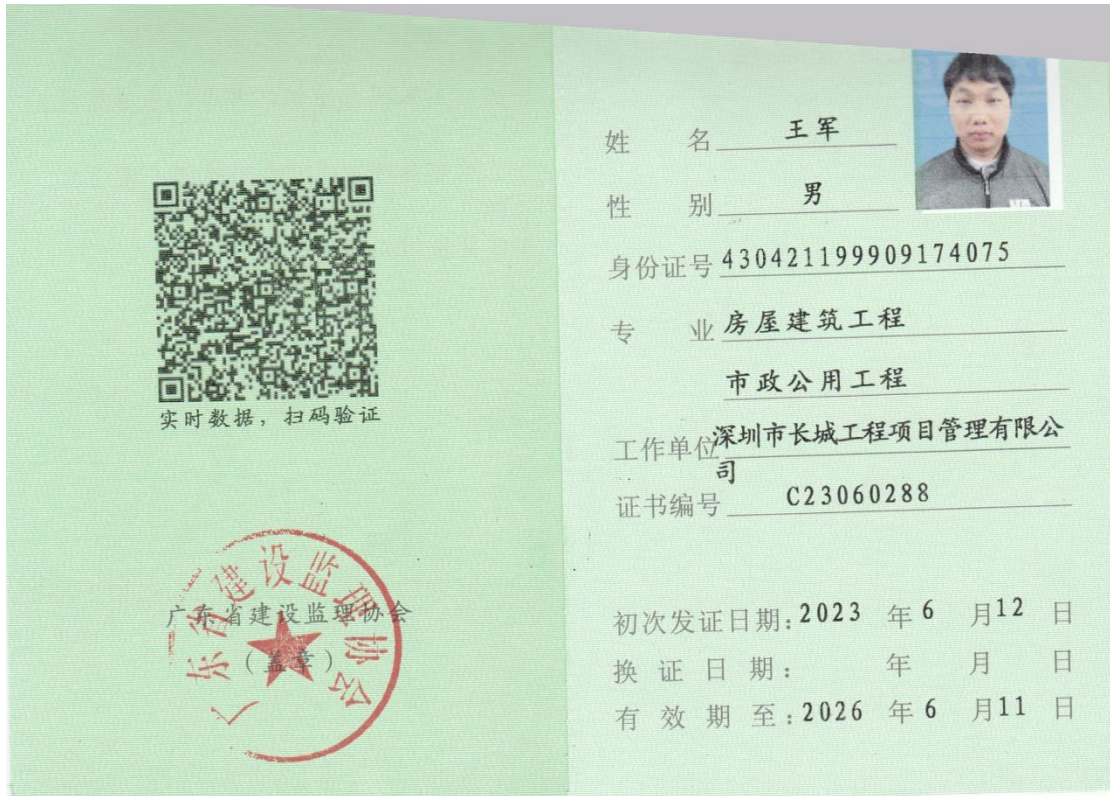 实时数据，扫码验证
广东省建设监理协会
（盖章）
广东省建设监理协会
姓 名 王军
性 别 男
身份证号 430421199909174075
专 业 房屋建筑工程
市政公用工程
工作单位 深圳市长城工程项目管理有限公
司
证书编号 C23060288
初次发证日期：2023 年 6 月 12 日
换证日期： 年 月 日
有效期至：2026 年 6 月 11 日